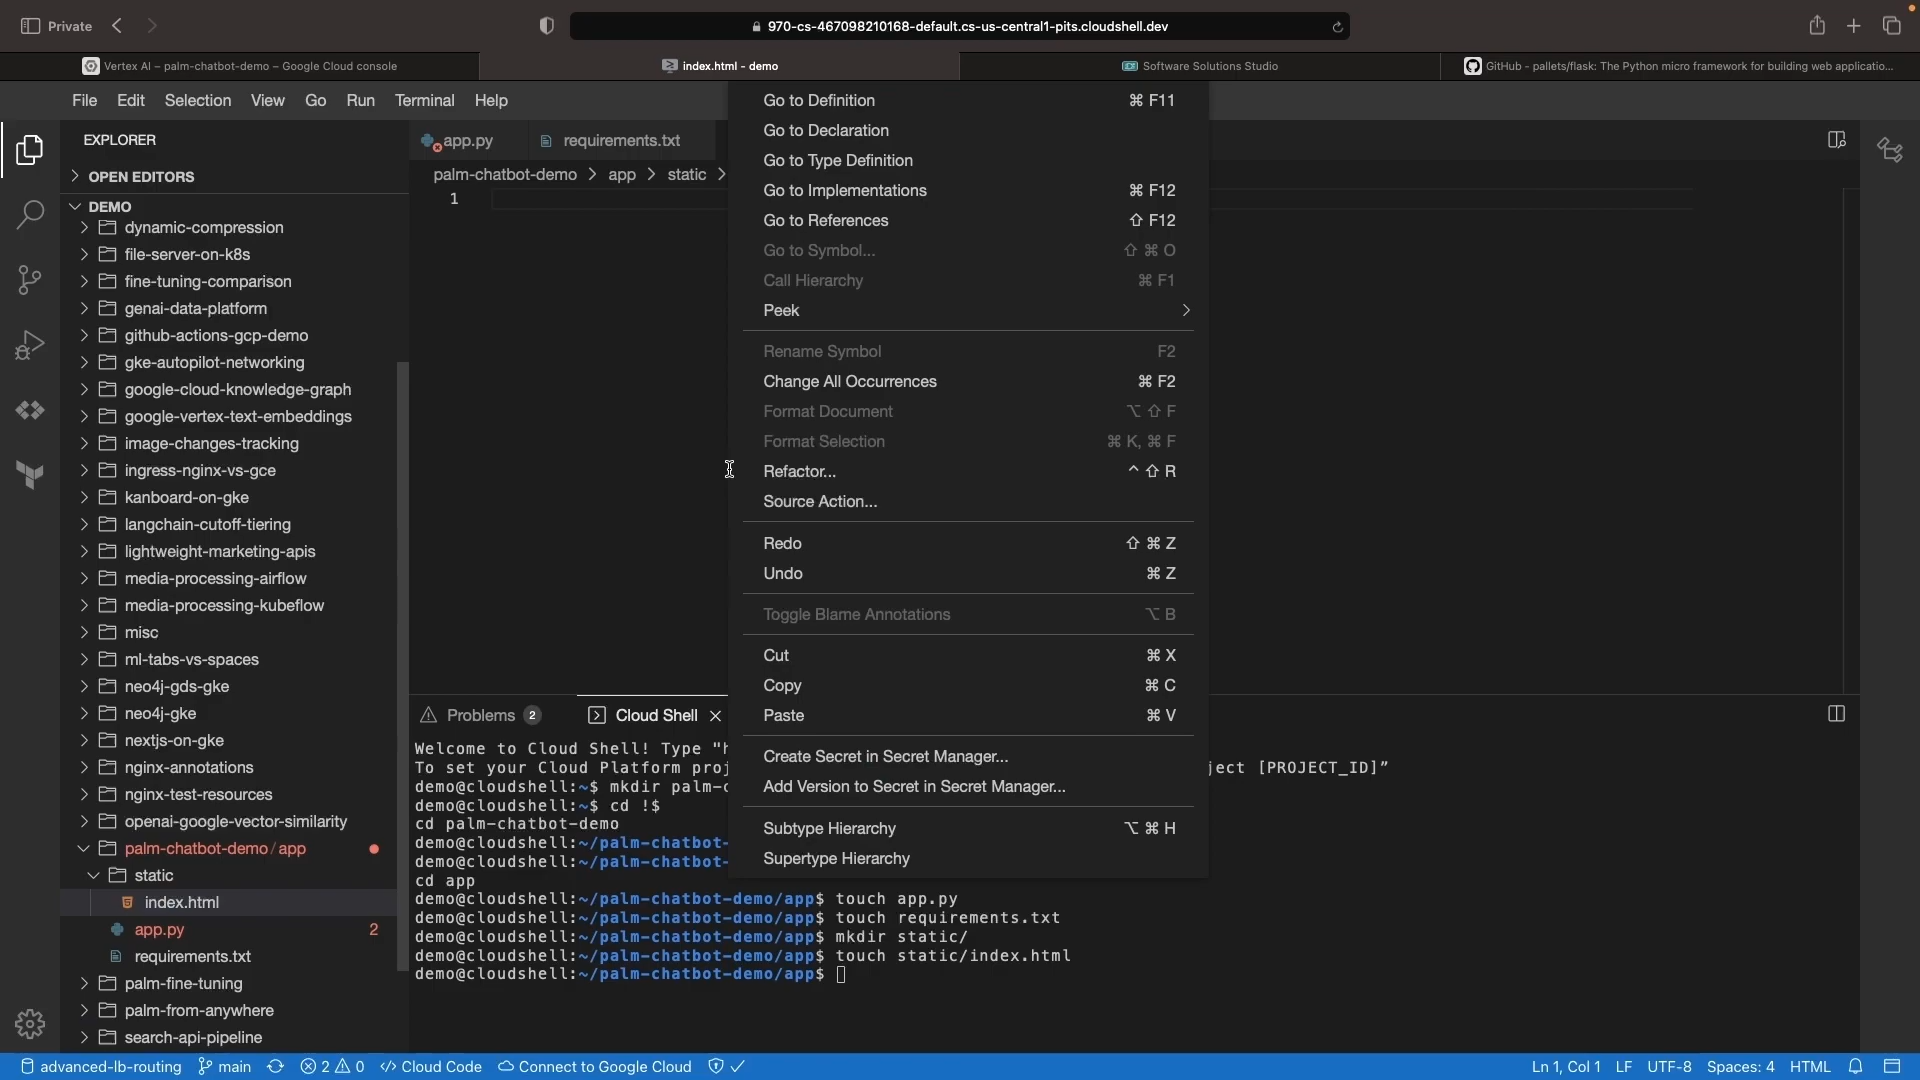 Private
970-cs-467098210168-default.cs-us-central1-pits.cloudshell.dev
Vertex AI – palm-chatbot-demo – Google Cloud console
index.html - demo
Software Solutions Studio
GitHub - pallets/flask: The Python micro framework for building web applicatio...
File Edit Selection View Go Run Terminal Help
EXPLORER
OPEN EDITORS
DEMO
dynamic-compression
file-server-on-k8s
fine-tuning-comparison
genai-data-platform
github-actions-gcp-demo
gke-autopilot-networking
google-cloud-knowledge-graph
google-vertex-text-embeddings
image-changes-tracking
ingress-nginx-vs-gce
kanboard-on-gke
langchain-cutoff-tiering
lightweight-marketing-apis
media-processing-airflow
media-processing-kubeflow
misc
ml-tabs-vs-spaces
neo4j-gds-gke
neo4j-gke
nextjs-on-gke
nginx-annotations
nginx-test-resources
openai-google-vector-similarity
palm-chatbot-demo / app
static
index.html
app.py 2
requirements.txt
palm-fine-tuning
palm-from-anywhere
search-api-pipeline
app.py
requirements.txt
palm-chatbot-demo > app > static >
1
Go to Definition ⌘ F11
Go to Declaration
Go to Type Definition
Go to Implementations ⌘ F12
Go to References ⇧ F12
Go to Symbol... ⇧ ⌘ O
Call Hierarchy ⌘ F1
Peek
Rename Symbol F2
Change All Occurrences ⌘ F2
Format Document ⌥ ⇧ F
Format Selection ⌘ K, ⌘ F
Refactor... ^ ⇧ R
Source Action...
Redo ⇧ ⌘ Z
Undo ⌘ Z
Toggle Blame Annotations ⌥ B
Cut ⌘ X
Copy ⌘ C
Paste ⌘ V
Create Secret in Secret Manager...
Add Version to Secret in Secret Manager...
Subtype Hierarchy ⌥ ⌘ H
Supertype Hierarchy
Problems 2
Cloud Shell
Welcome to Cloud Shell! Type "h
To set your Cloud Platform proj ject [PROJECT_ID]”
demo@cloudshell:~$ mkdir palm-c
demo@cloudshell:~$ cd !$
cd palm-chatbot-demo
demo@cloudshell:~/palm-chatbot-
demo@cloudshell:~/palm-chatbot-
cd app
demo@cloudshell:~/palm-chatbot-demo/app$ touch app.py
demo@cloudshell:~/palm-chatbot-demo/app$ touch requirements.txt
demo@cloudshell:~/palm-chatbot-demo/app$ mkdir static/
demo@cloudshell:~/palm-chatbot-demo/app$ touch static/index.html
demo@cloudshell:~/palm-chatbot-demo/app$
advanced-lb-routing main 2 0 Cloud Code Connect to Google Cloud Ln 1, Col 1 LF UTF-8 Spaces: 4 HTML